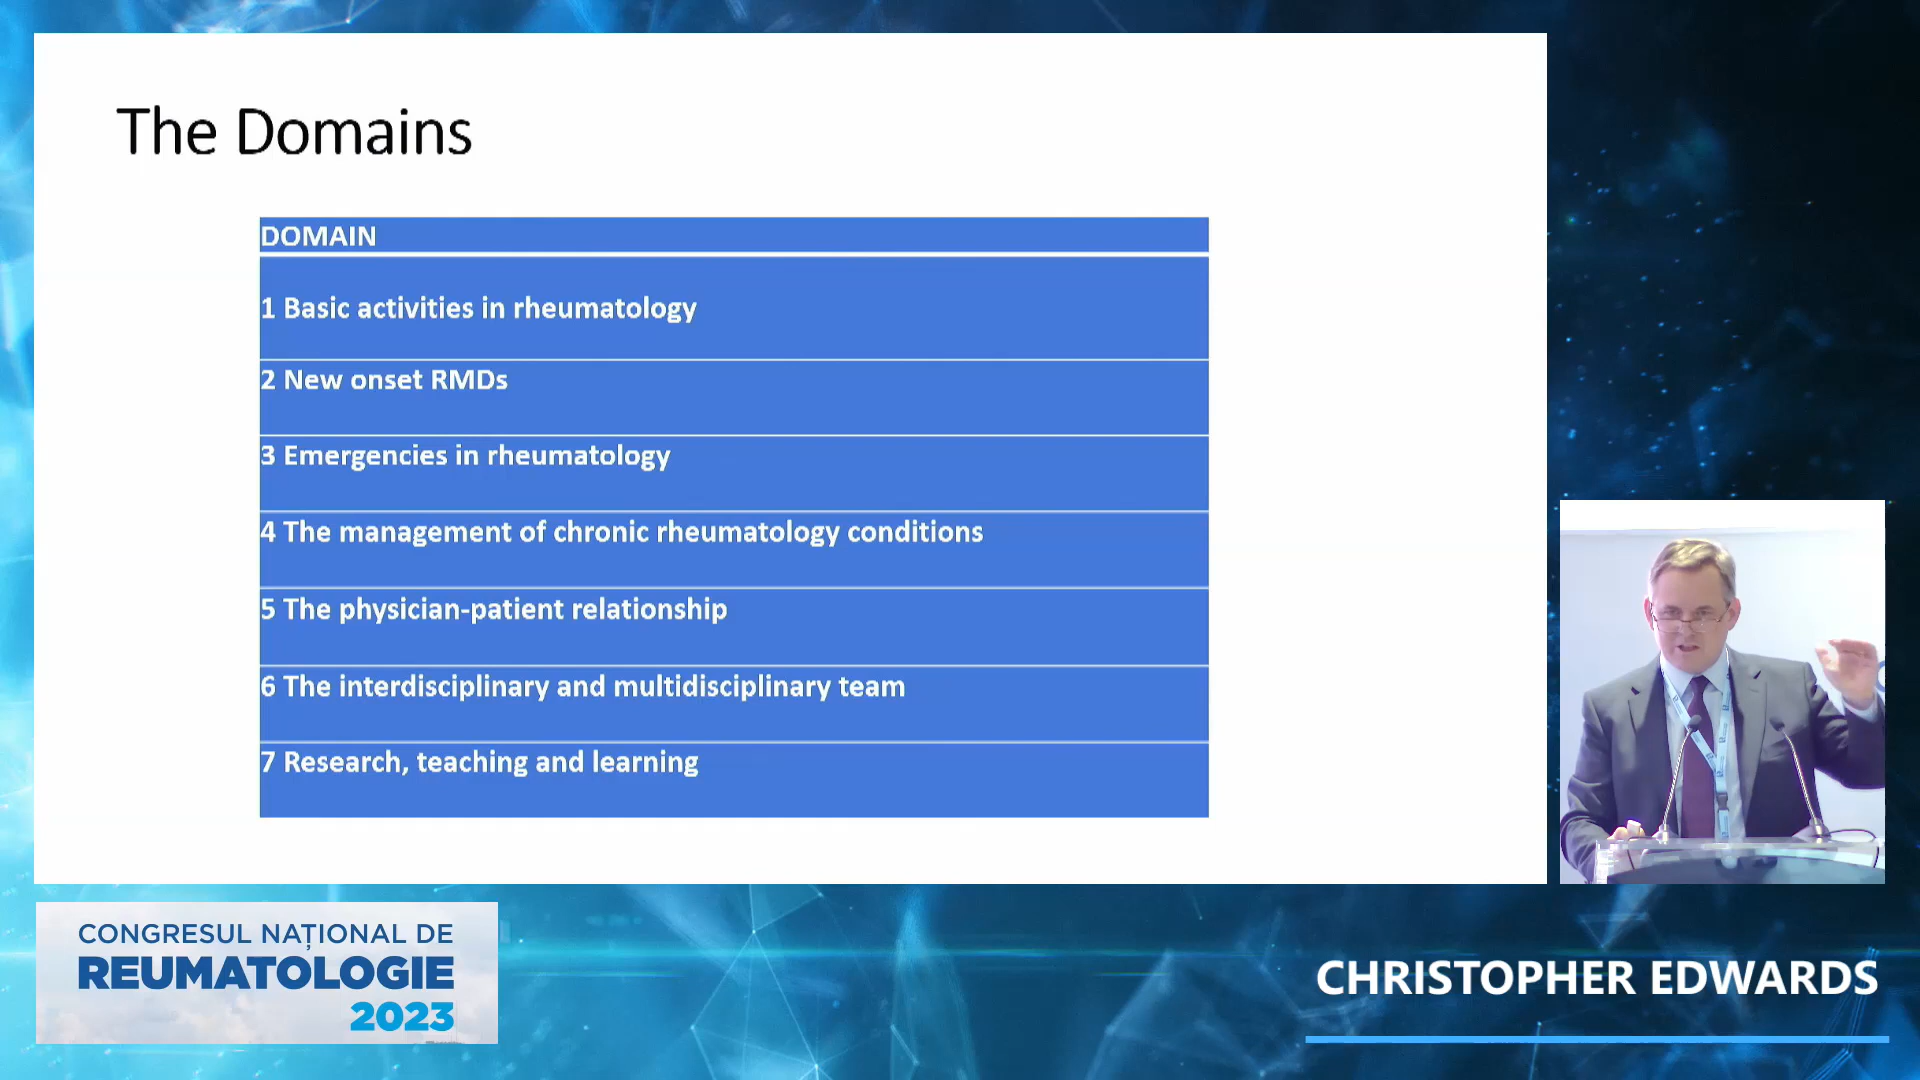 The Domains
DOMAIN
1 Basic activities in rheumatology
2 New onset RMDs
3 Emergencies in rheumatology
4 The management of chronic rheumatology conditions
5 The physician-patient relationship
6 The interdisciplinary and multidisciplinary team
7 Research, teaching and learning
CONGRESUL NAȚIONAL DE
REUMATOLOGIE
2023
CHRISTOPHER EDWARDS